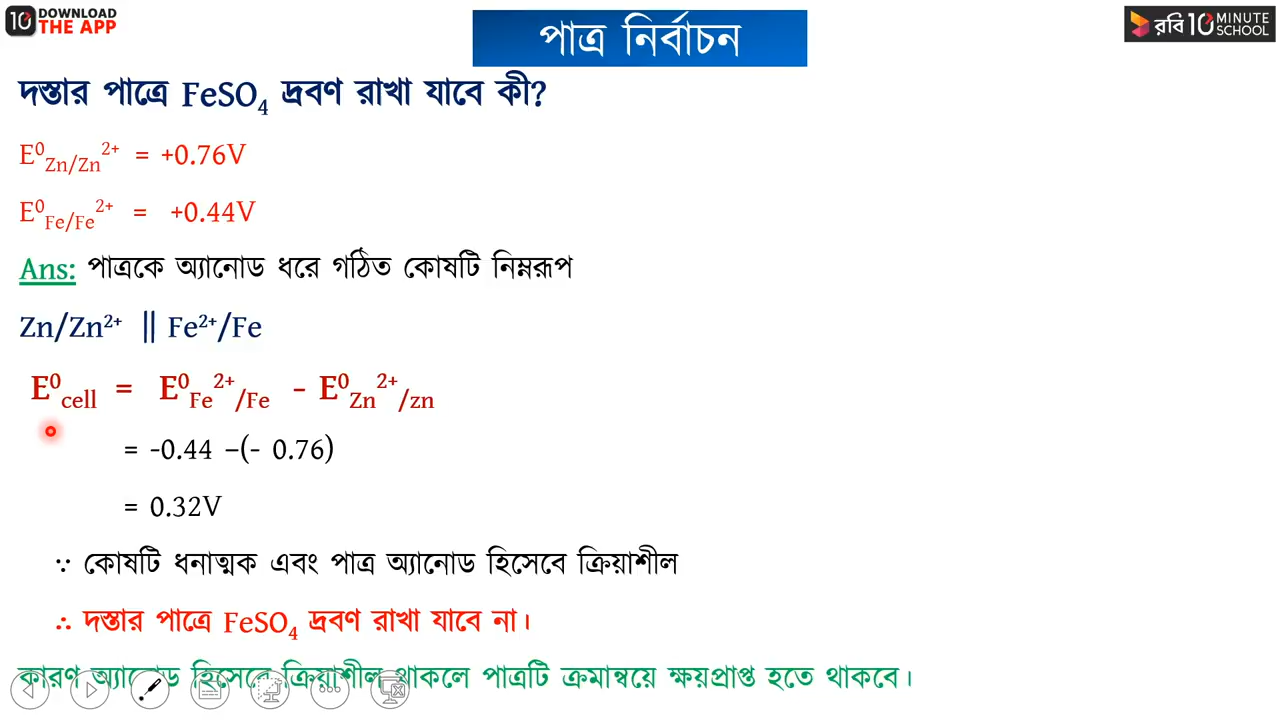 10 DOWNLOAD THE APP
পাত্র নির্বাচন
রবি 10 MINUTE SCHOOL
দস্তার পাত্রে FeSO₄ দ্রবণ রাখা যাবে কী?
E⁰Zn/Zn²⁺ = +0.76V
E⁰Fe/Fe²⁺ = +0.44V
Ans: পাত্রকে অ্যানোড ধরে গঠিত কোষটি নিম্নরূপ
Zn/Zn²⁺ || Fe²⁺/Fe
E⁰cell = E⁰Fe²⁺/Fe - E⁰Zn²⁺/zn
= -0.44 –(- 0.76)
= 0.32V
∵ কোষটি ধনাত্মক এবং পাত্র অ্যানোড হিসেবে ক্রিয়াশীল
∴ দস্তার পাত্রে FeSO₄ দ্রবণ রাখা যাবে না।
কারণ অ্যানোড হিসেবে ক্রিয়াশীল থাকলে পাত্রটি ক্রমান্বয়ে ক্ষয়প্রাপ্ত হতে থাকবে।